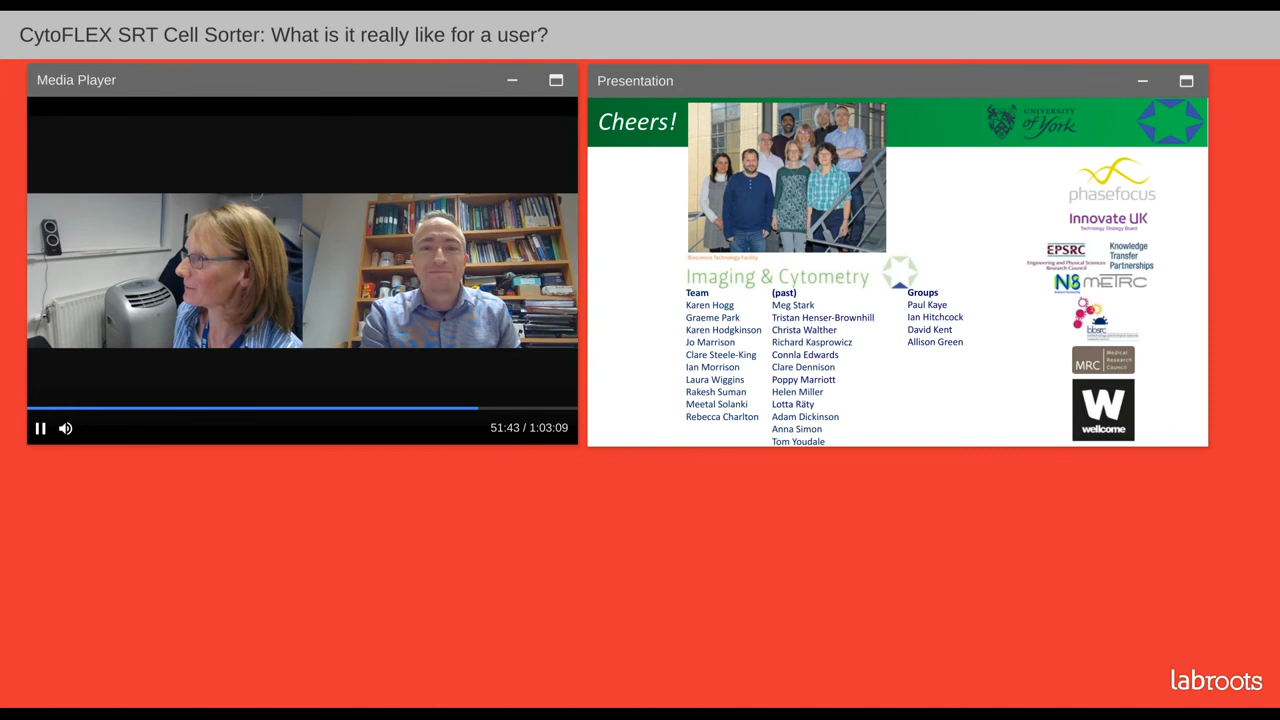 CytoFLEX SRT Cell Sorter: What is it really like for a user?
Media Player
51:43 / 1:03:09
Presentation
Cheers!
UNIVERSITY
of York
Bioscience Technology Facility
Imaging & Cytometry
Team
Karen Hogg
Graeme Park
Karen Hodgkinson
Jo Marrison
Clare Steele-King
Ian Morrison
Laura Wiggins
Rakesh Suman
Meetal Solanki
Rebecca Charlton
(past)
Meg Stark
Tristan Henser-Brownhill
Christa Walther
Richard Kasprowicz
Connla Edwards
Clare Dennison
Poppy Marriott
Helen Miller
Lotta Räty
Adam Dickinson
Anna Simon
Tom Youdale
Groups
Paul Kaye
Ian Hitchcock
David Kent
Allison Green
phasefocus
Innovate UK
Technology Strategy Board
EPSRC
Engineering and Physical Sciences
Research Council
Knowledge
Transfer
Partnerships
N8
METRC
bbsrc
MRC
Medical
Research
Council
W
wellcome
labroots